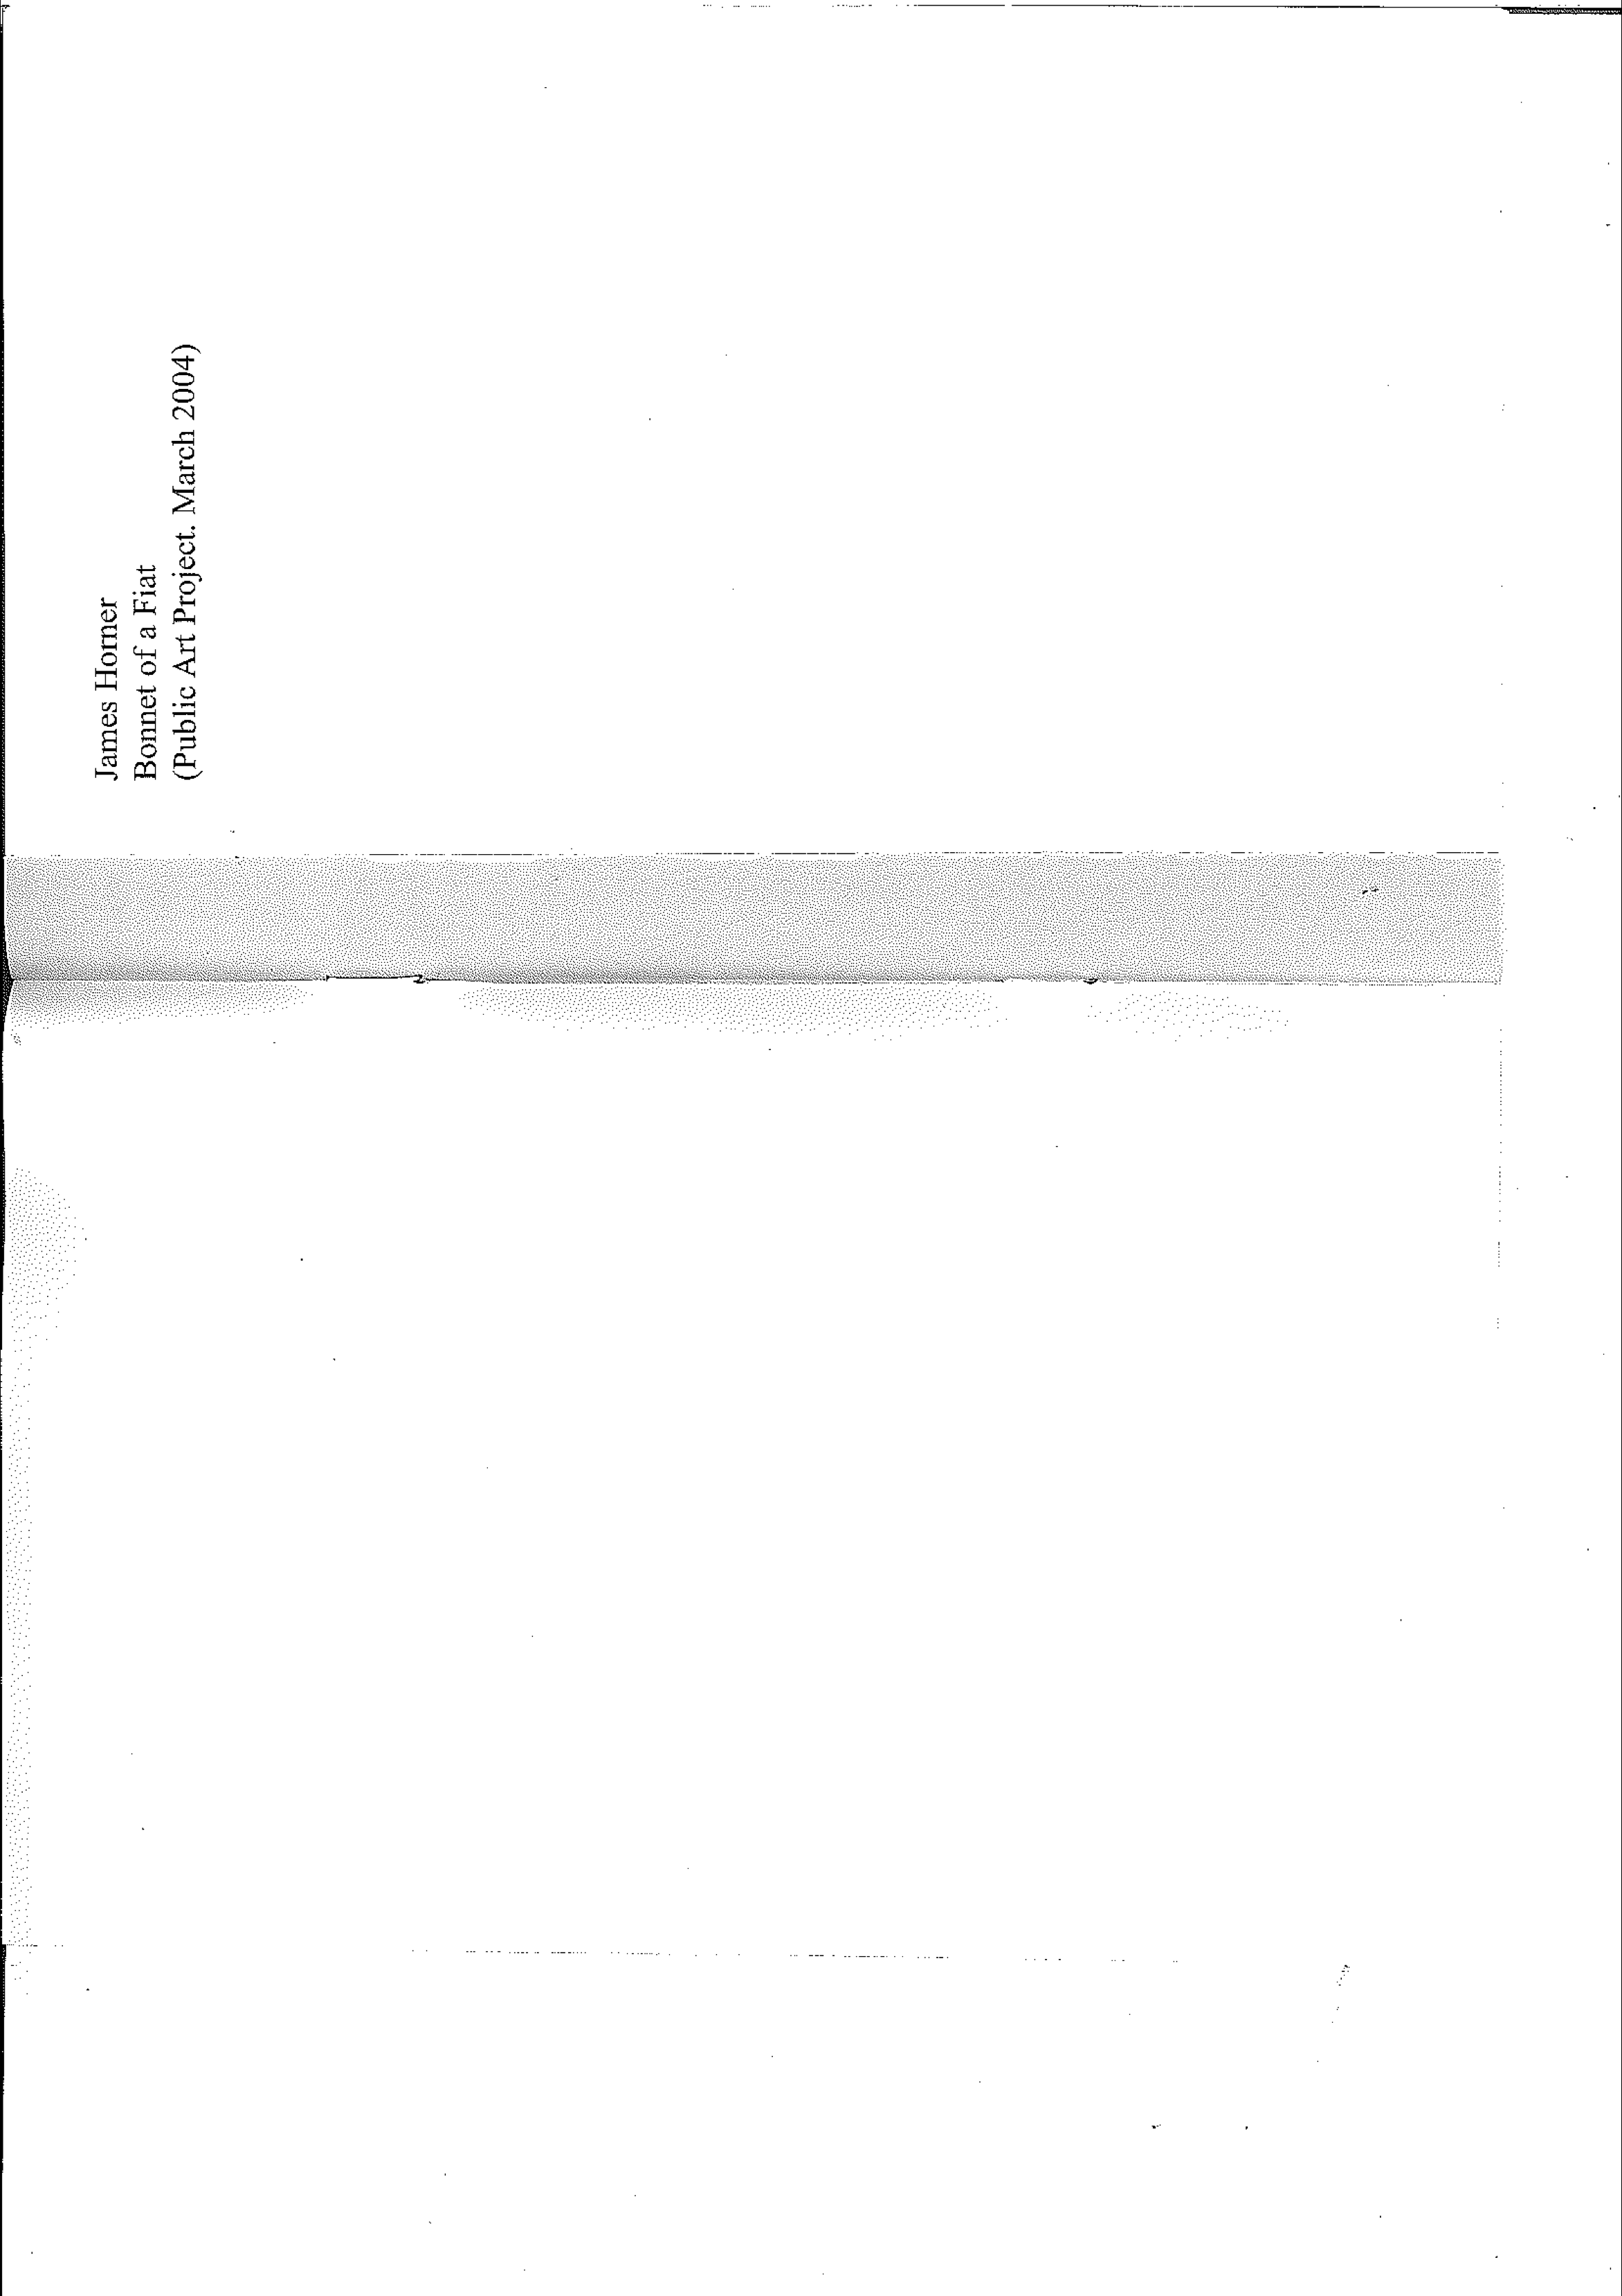 James Horner
Bonnet of a Fiat
(Public Art Project. March 2004)